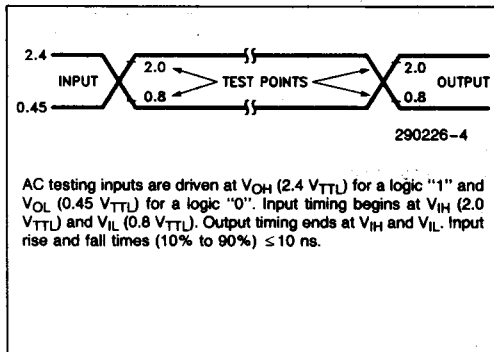 2.4
INPUT
0.45
2.0
0.8
TEST POINTS
2.0
0.8
OUTPUT
290226-4
AC testing inputs are driven at VOH (2.4 VTTL) for a logic "1" and
VOL (0.45 VTTL) for a logic "0". Input timing begins at VIH (2.0
VTTL) and VIL (0.8 VTTL). Output timing ends at VIH and VIL. Input
rise and fall times (10% to 90%) ≤ 10 ns.